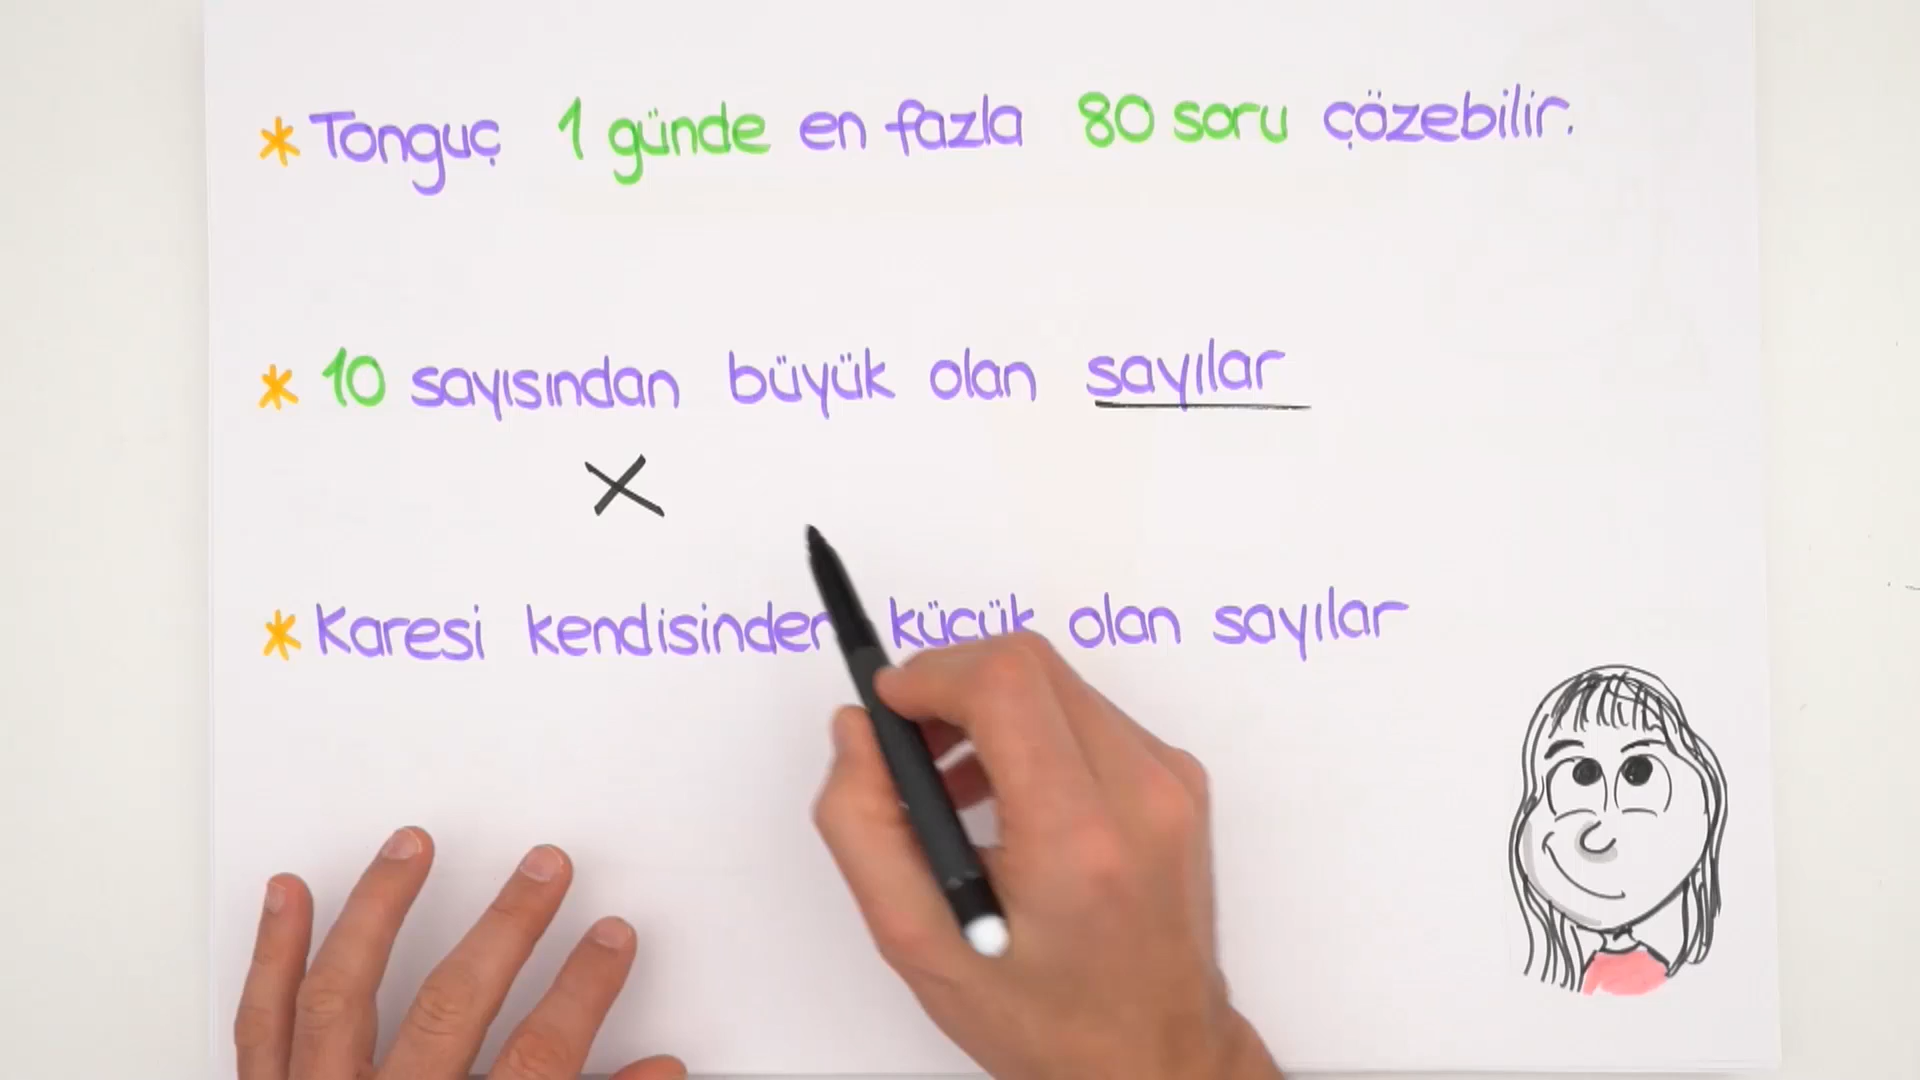 * Tonguç 1 günde en fazla 80 soru çözebilir.
* 10 sayısından büyük olan sayılar
x
* Karesi kendisinden küçük olan sayılar